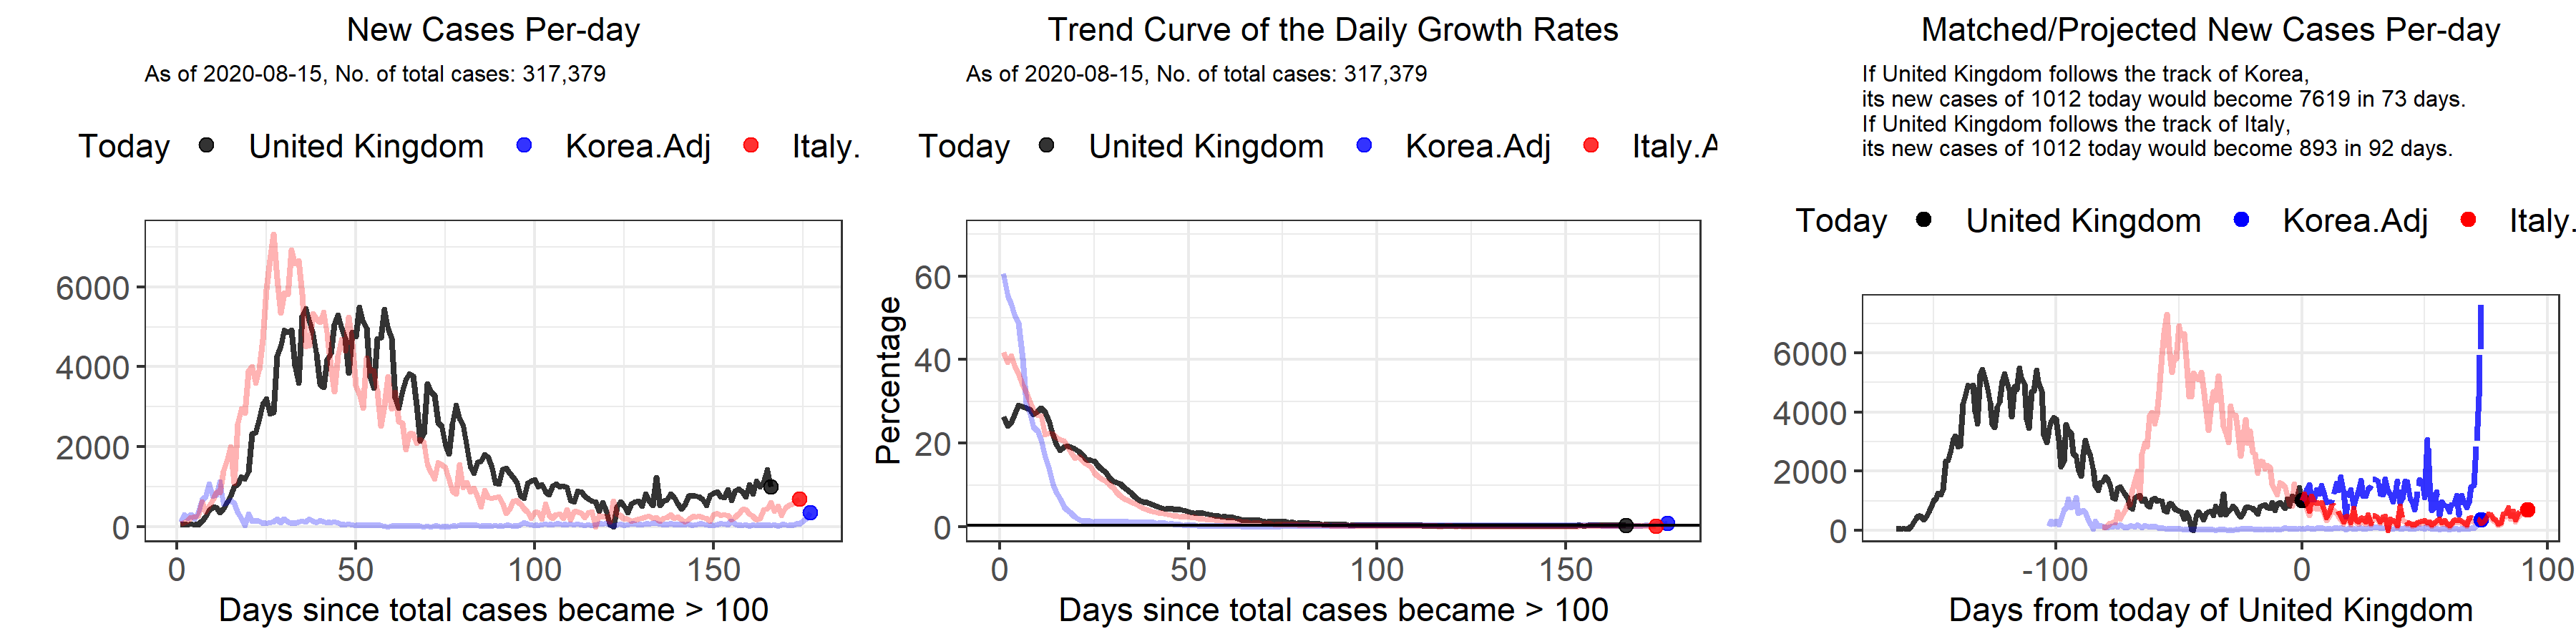 New Cases Per-day
As of 2020-08-15, No. of total cases: 317,379
Today United Kingdom Korea.Adj Italy.
6000
4000
2000
0
0 50 100 150
Days since total cases became > 100
Trend Curve of the Daily Growth Rates
As of 2020-08-15, No. of total cases: 317,379
Today United Kingdom Korea.Adj Italy.A
Percentage
60
40
20
0
0 50 100 150
Days since total cases became > 100
Matched/Projected New Cases Per-day
If United Kingdom follows the track of Korea,
its new cases of 1012 today would become 7619 in 73 days.
If United Kingdom follows the track of Italy,
its new cases of 1012 today would become 893 in 92 days.
Today United Kingdom Korea.Adj Italy.
6000
4000
2000
0
-100 0 100
Days from today of United Kingdom